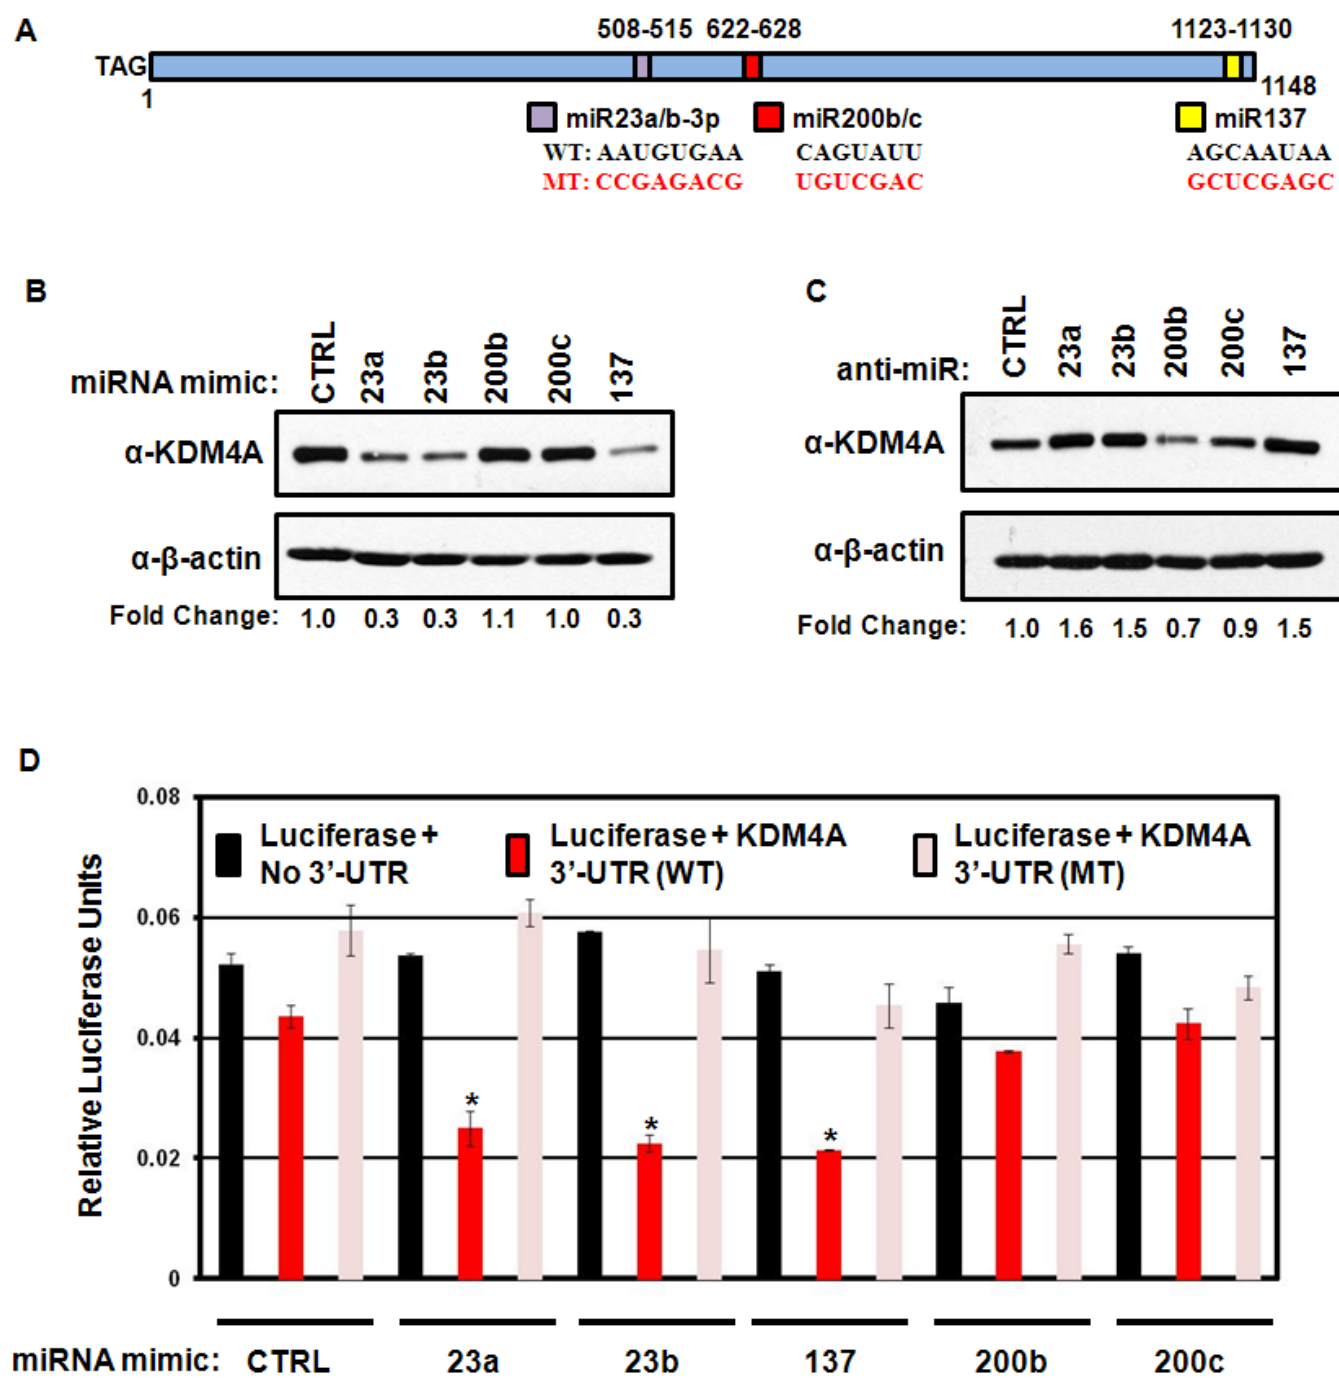 A
508-515 622-628 1123-1130
TAG
1 1148
miR23a/b-3p miR200b/c miR137
WT: AAUGUGAA CAGUAUU AGCAAUAA
MT: CCGAGACG UGUCGAC GCUCGAGC
B
miRNA mimic: CTRL 23a 23b 200b 200c 137
α-KDM4A
α-β-actin
Fold Change: 1.0 0.3 0.3 1.1 1.0 0.3
C
anti-miR: CTRL 23a 23b 200b 200c 137
α-KDM4A
α-β-actin
Fold Change: 1.0 1.6 1.5 0.7 0.9 1.5
D
Relative Luciferase Units
0.08
0.06
0.04
0.02
0
Luciferase +
No 3’-UTR
Luciferase + KDM4A
3’-UTR (WT)
Luciferase + KDM4A
3’-UTR (MT)
* * *
miRNA mimic: CTRL 23a 23b 137 200b 200c